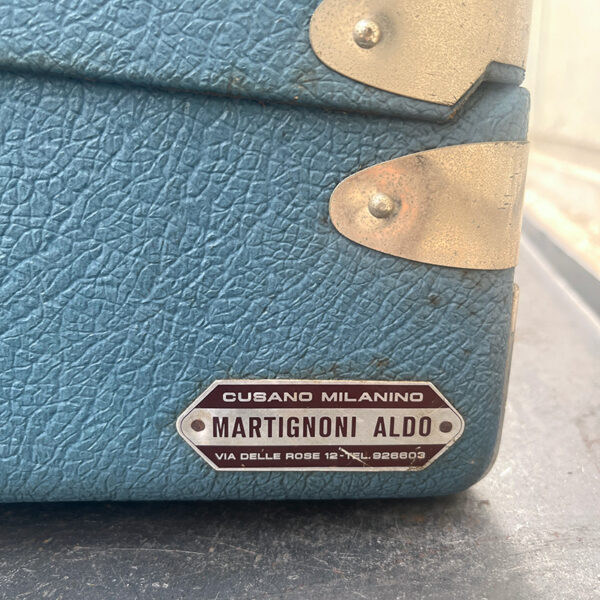 CUSANO MILANINO
MARTIGNONI ALDO
VIA DELLE ROSE 12-TEL.926603